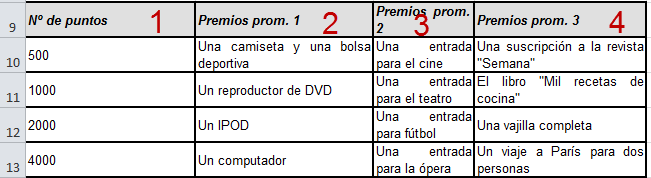 9 Nº de puntos 1 Premios prom. 1 2 Premios prom. 2 3 Premios prom. 3 4
10 500 Una camiseta y una bolsa deportiva Una entrada para el cine Una suscripción a la revista "Semana"
11 1000 Un reproductor de DVD Una entrada para el teatro El libro "Mil recetas de cocina"
12 2000 Un IPOD Una entrada para fútbol Una vajilla completa
13 4000 Un computador Una entrada para la ópera Un viaje a París para dos personas